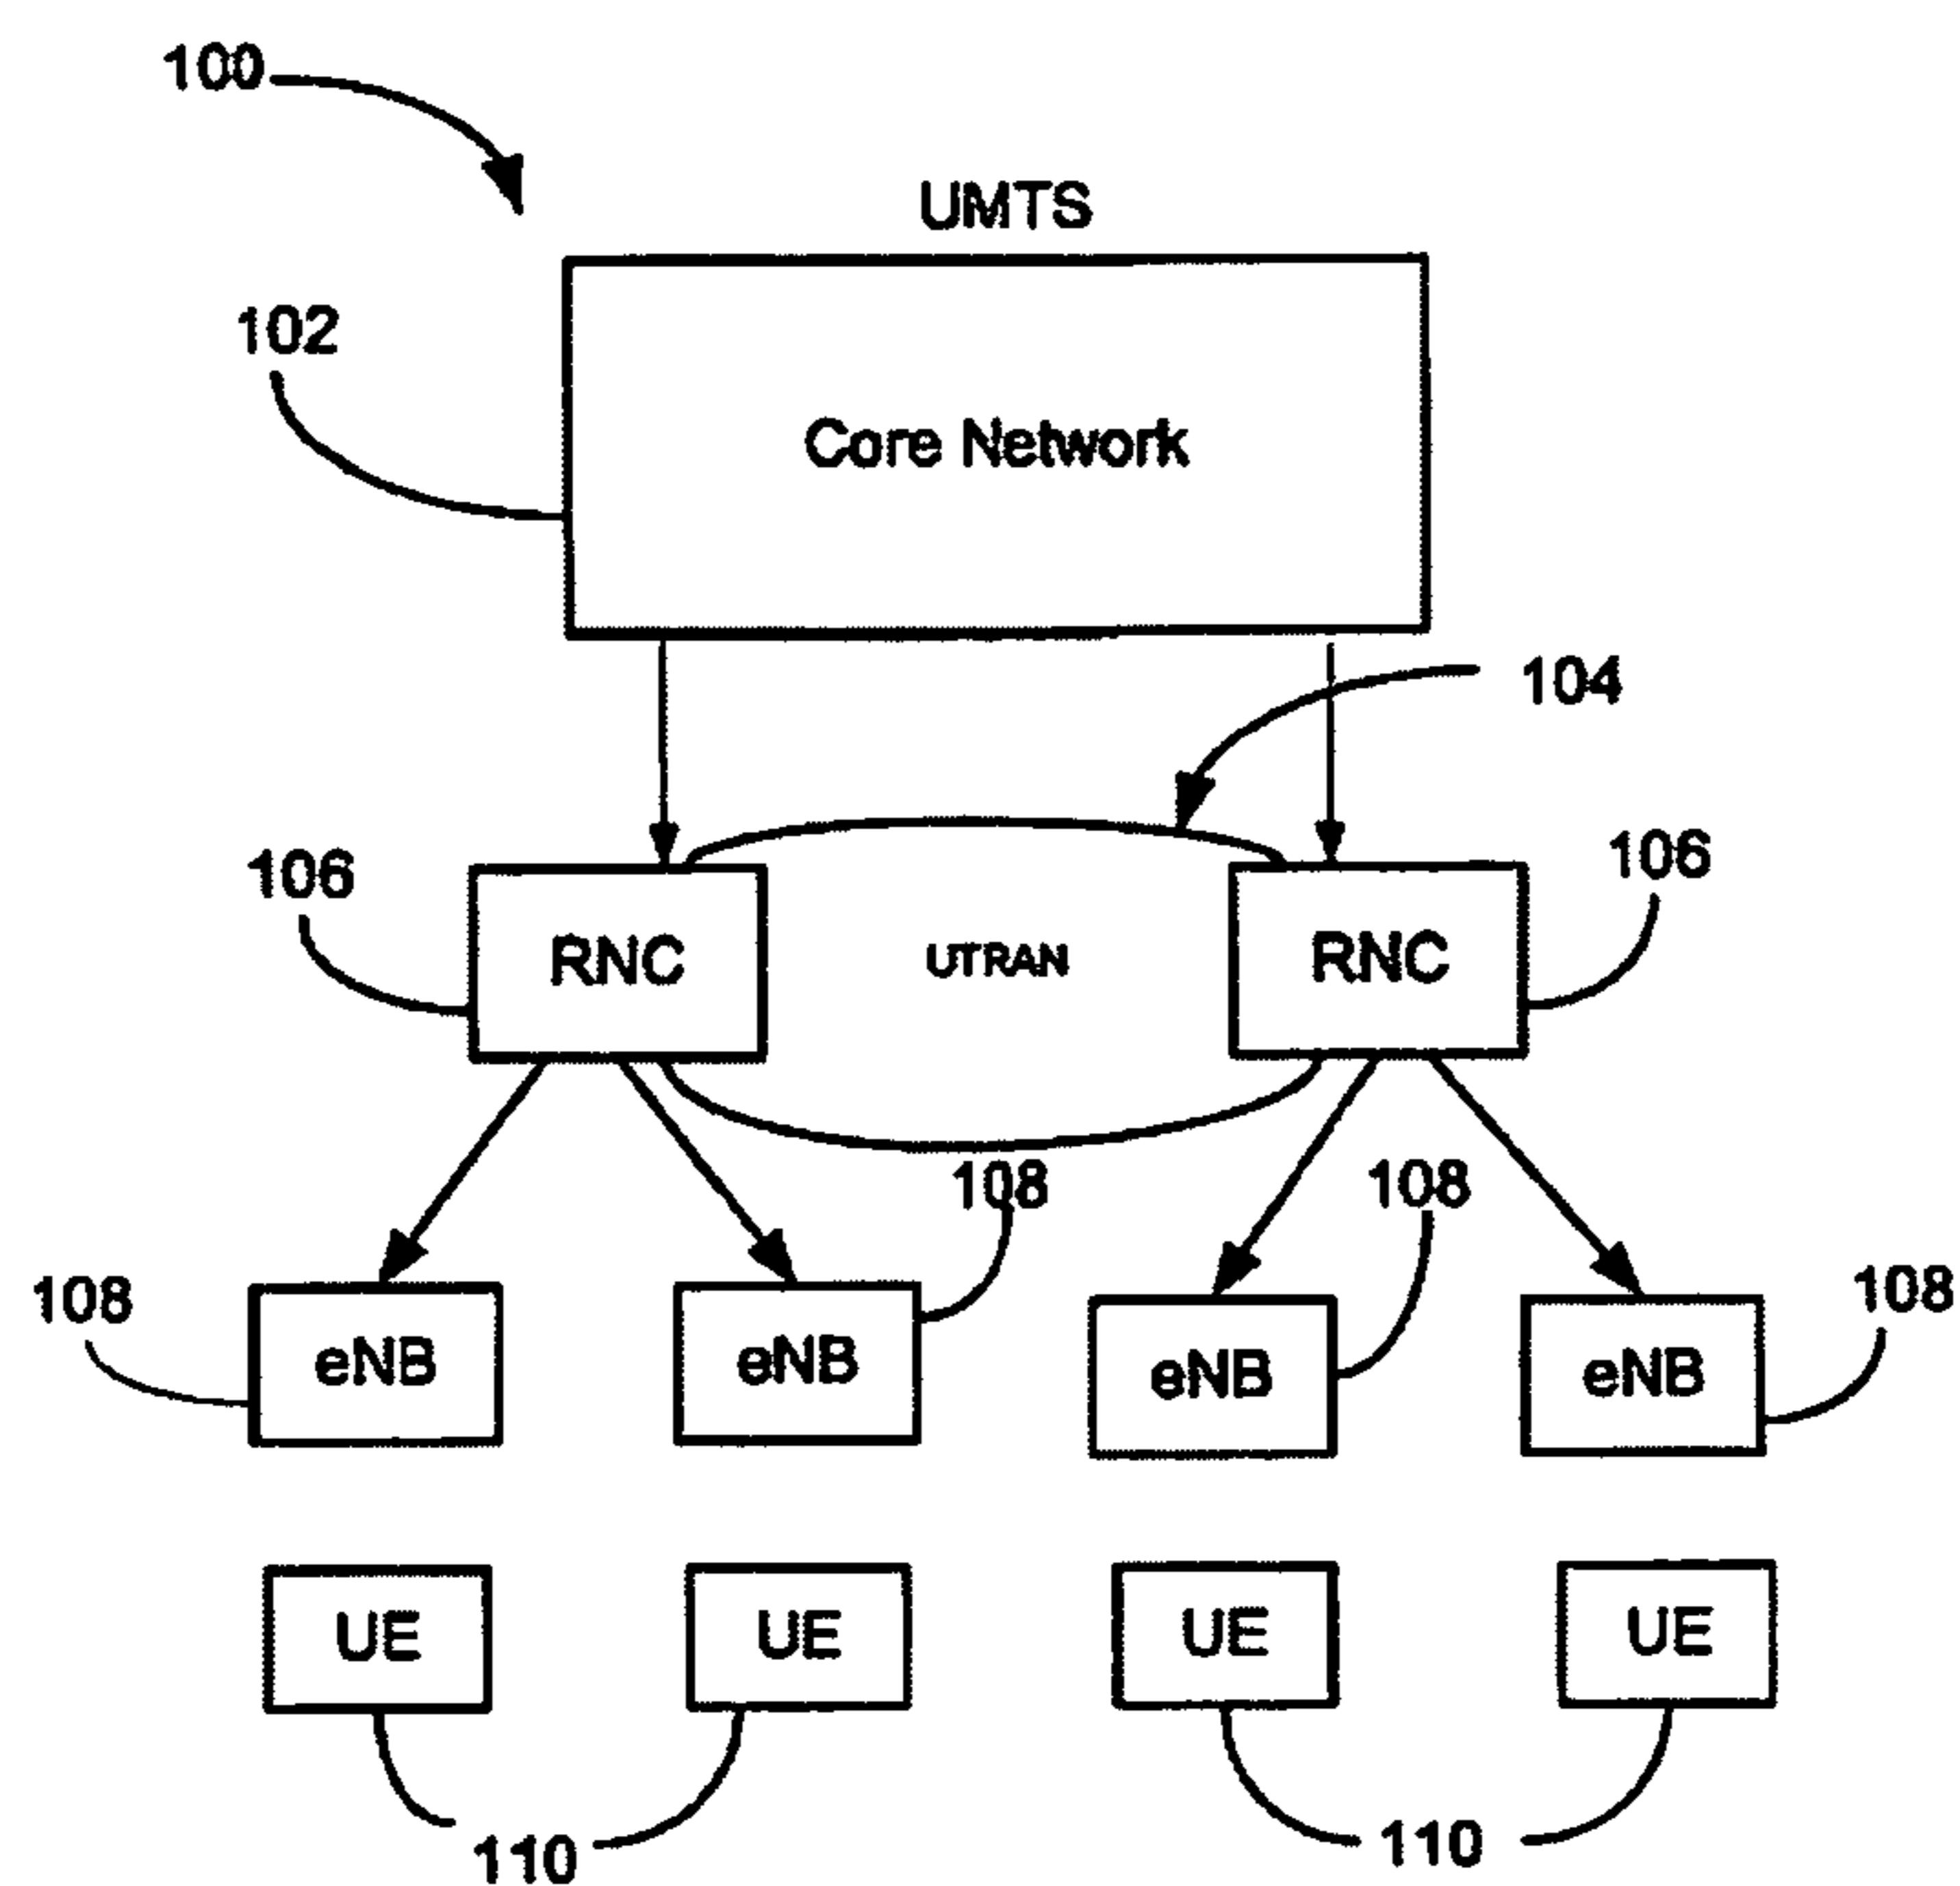 100
UMTS
102
Core Network
104
106
106
RNC
UTRAN
RNC
108
108
108
108
eNB
eNB
eNB
eNB
UE
UE
UE
UE
110
110